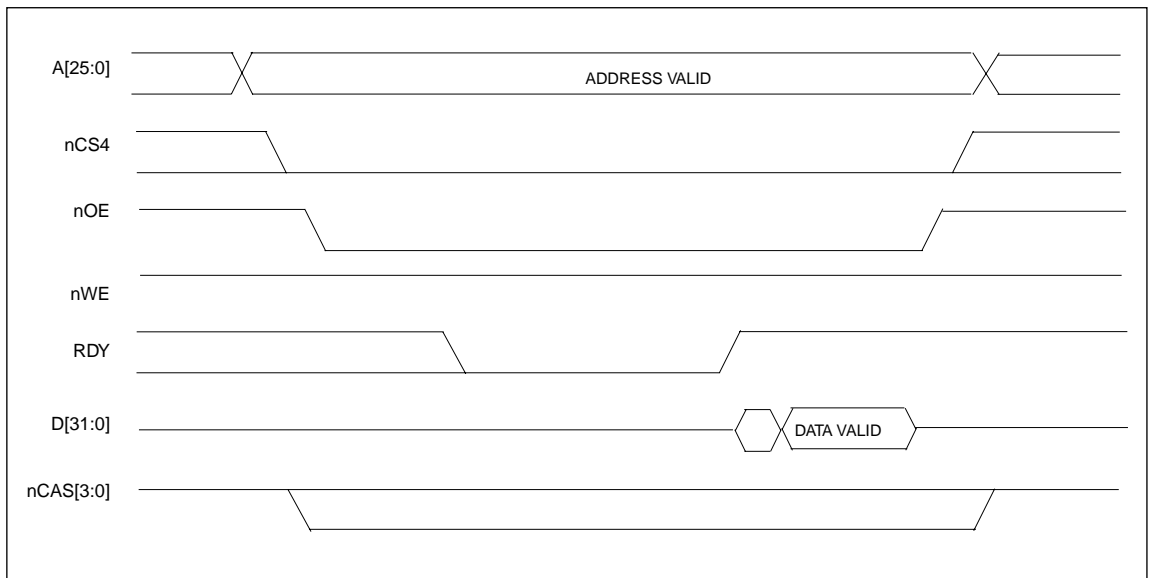 A[25:0]
ADDRESS VALID
nCS4
nOE
nWE
RDY
D[31:0]
DATA VALID
nCAS[3:0]